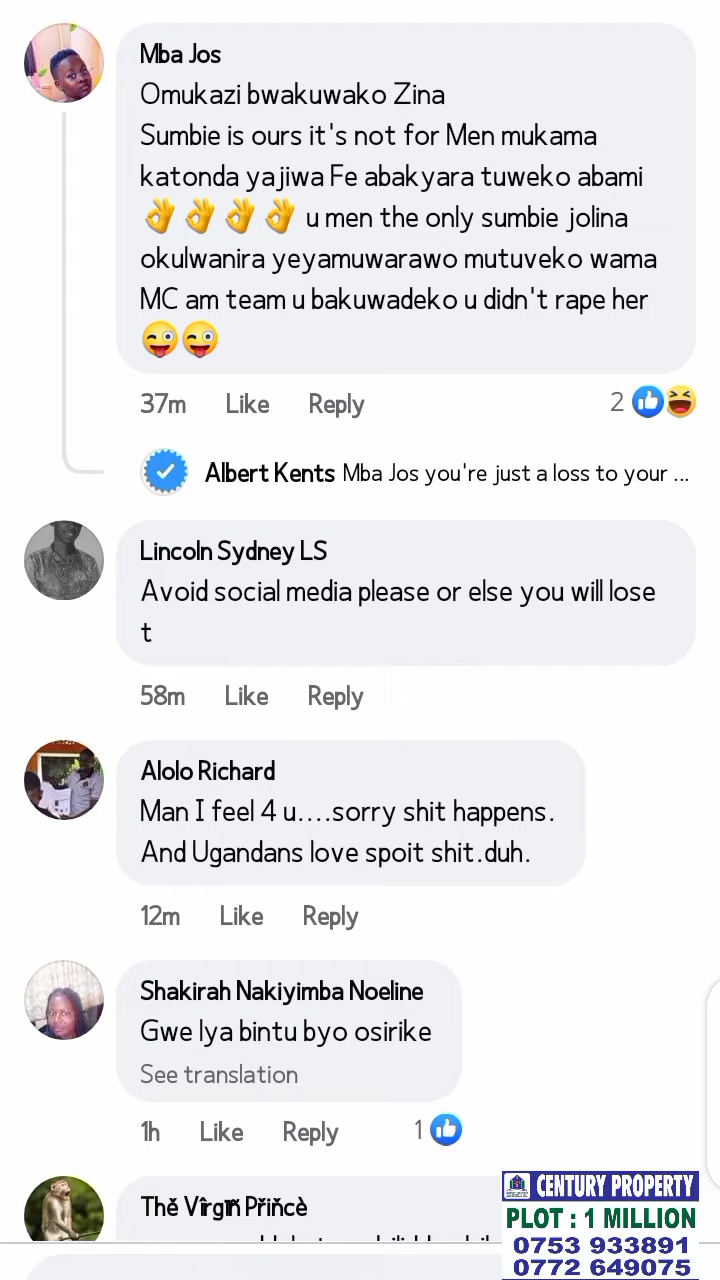 Mba Jos
Omukazi bwakuwako Zina
Sumbie is ours it's not for Men mukama
katonda yajiwa Fe abakyara tuweko abami
👌👌👌👌 u men the only sumbie jolina
okulwanira yeyamuwarawo mutuveko wama
MC am team u bakuwadeko u didn't rape her
😜😜
37m Like Reply 2
Albert Kents Mba Jos you're just a loss to your ...
Lincoln Sydney LS
Avoid social media please or else you will lose
t
58m Like Reply
Alolo Richard
Man I feel 4 u....sorry shit happens.
And Ugandans love spoit shit.duh.
12m Like Reply
Shakirah Nakiyimba Noeline
Gwe lya bintu byo osirike
See translation
1h Like Reply 1
CENTURY PROPERTY
PLOT : 1 MILLION
0753 933891
0772 649075